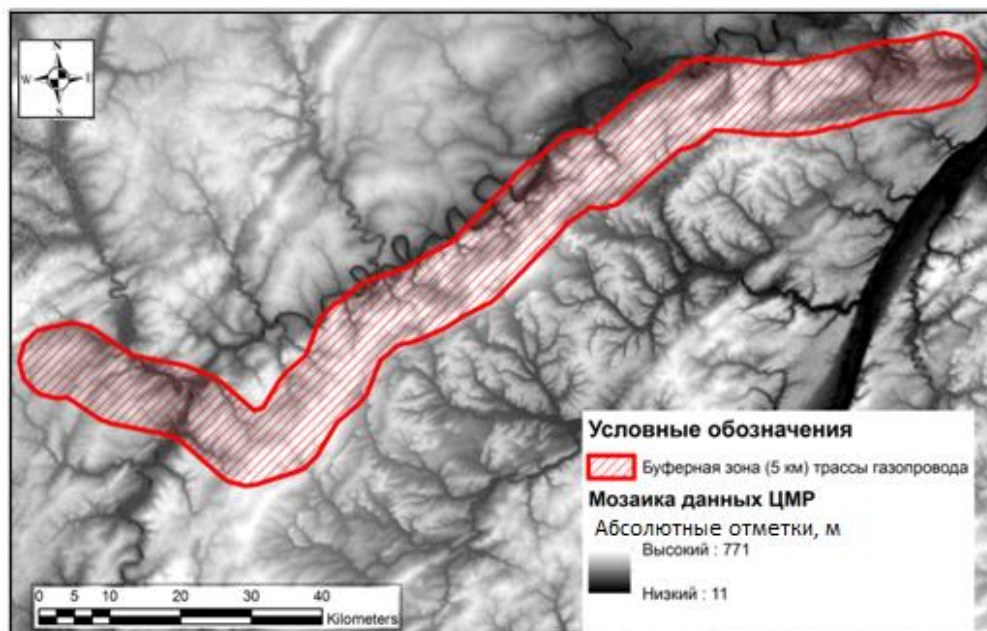 N
W E
S
Условные обозначения
Буферная зона (5 км) трассы газопровода
Мозаика данных ЦМР
Абсолютные отметки, м
Высокий : 771
Низкий : 11
0 5 10 20 30 40
Kilometers